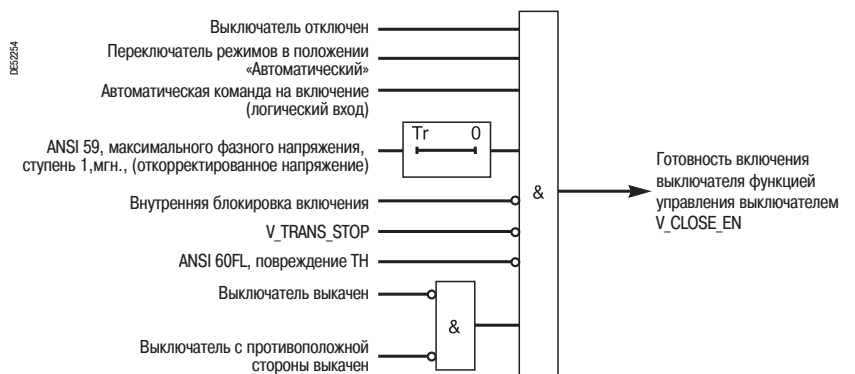 DE52254
Выключатель отключен
Переключатель режимов в положении
«Автоматический»
Автоматическая команда на включение
(логический вход)
ANSI 59, максимального фазного напряжения,
ступень 1,мгн., (откорректированное напряжение)
Tr 0
Внутренняя блокировка включения
V_TRANS_STOP
ANSI 60FL, повреждение ТН
Выключатель выкачен
Выключатель с противоположной
стороны выкачен
&
&
Готовность включения
выключателя функцией
управления выключателем
V_CLOSE_EN